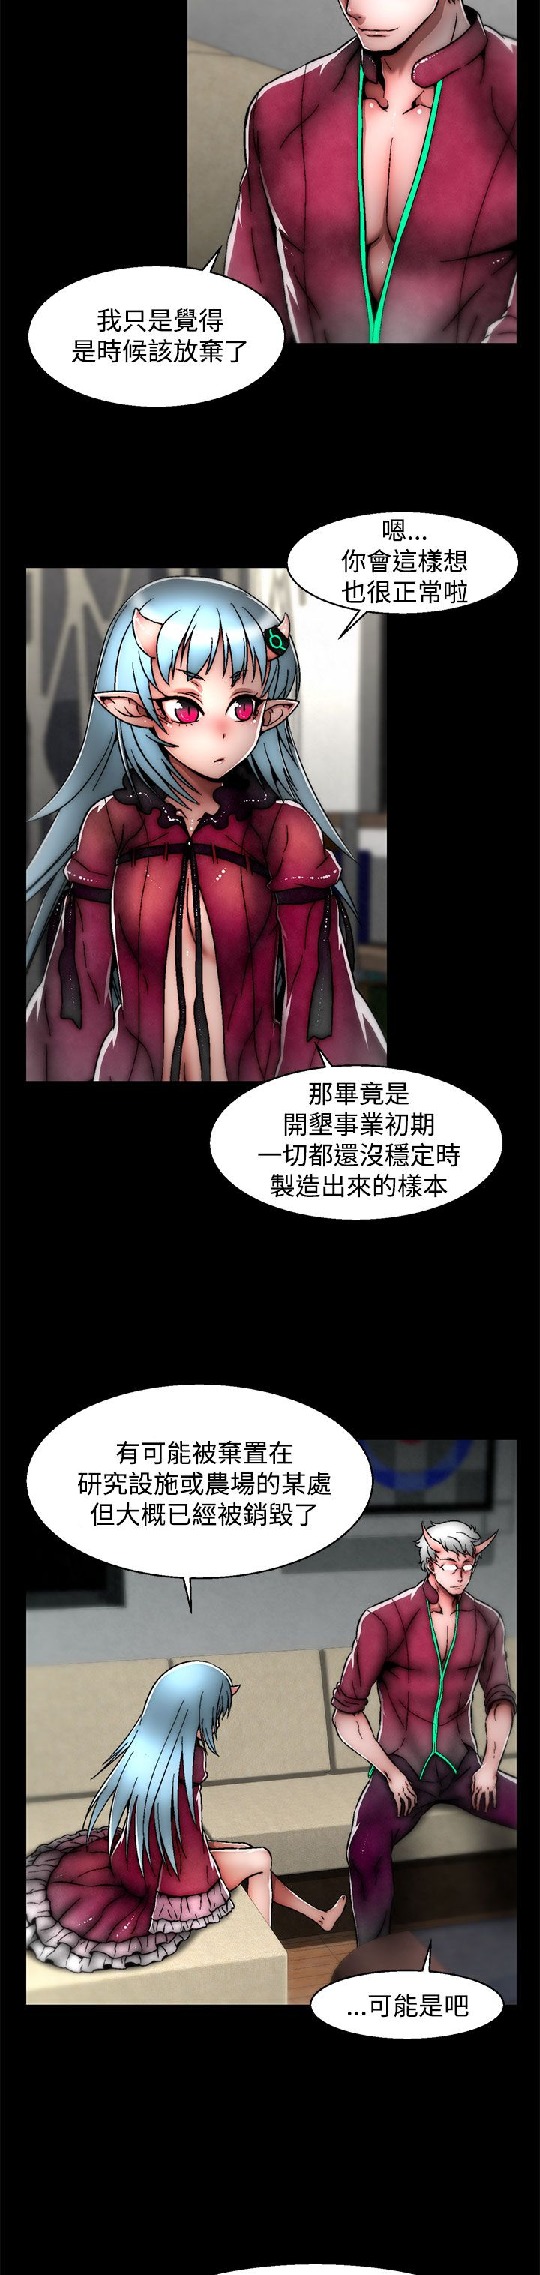 我只是覺得
是時候該放棄了
嗯...
你會這樣想
也很正常啦
那畢竟是
開墾事業初期
一切都還沒穩定時
製造出來的樣本
有可能被棄置在
研究設施或農場的某處
但大概已經被銷毀了
...可能是吧